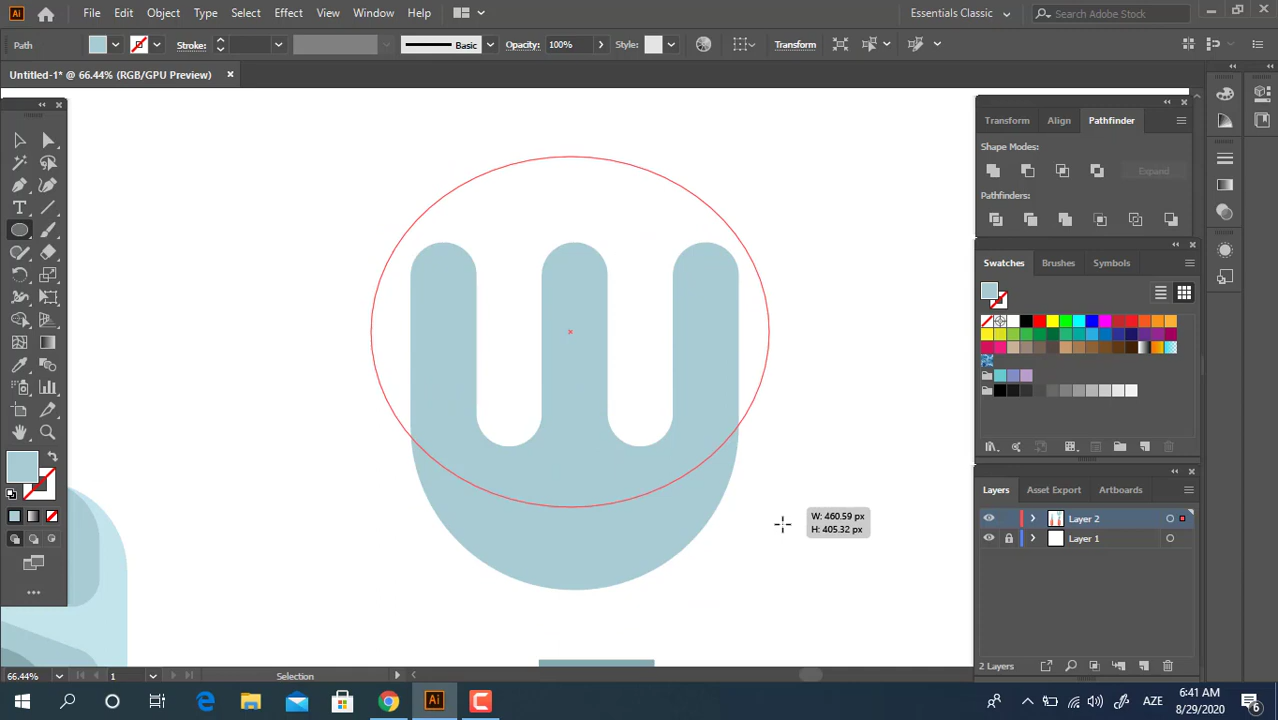 Ai File Edit Object Type Select Effect View Window Help Essentials Classic Search Adobe Stock
Path Stroke: Basic Opacity: 100% Style: Transform
Untitled-1* @ 66.44% (RGB/GPU Preview)
Transform Align Pathfinder
Shape Modes:
Expand
Pathfinders:
Swatches Brushes Symbols
Layers Asset Export Artboards
Layer 2
Layer 1
W: 460.59 px
H: 405.32 px
2 Layers
66.44% 1 Selection
Ai AZE 6:41 AM
8/29/2020 6